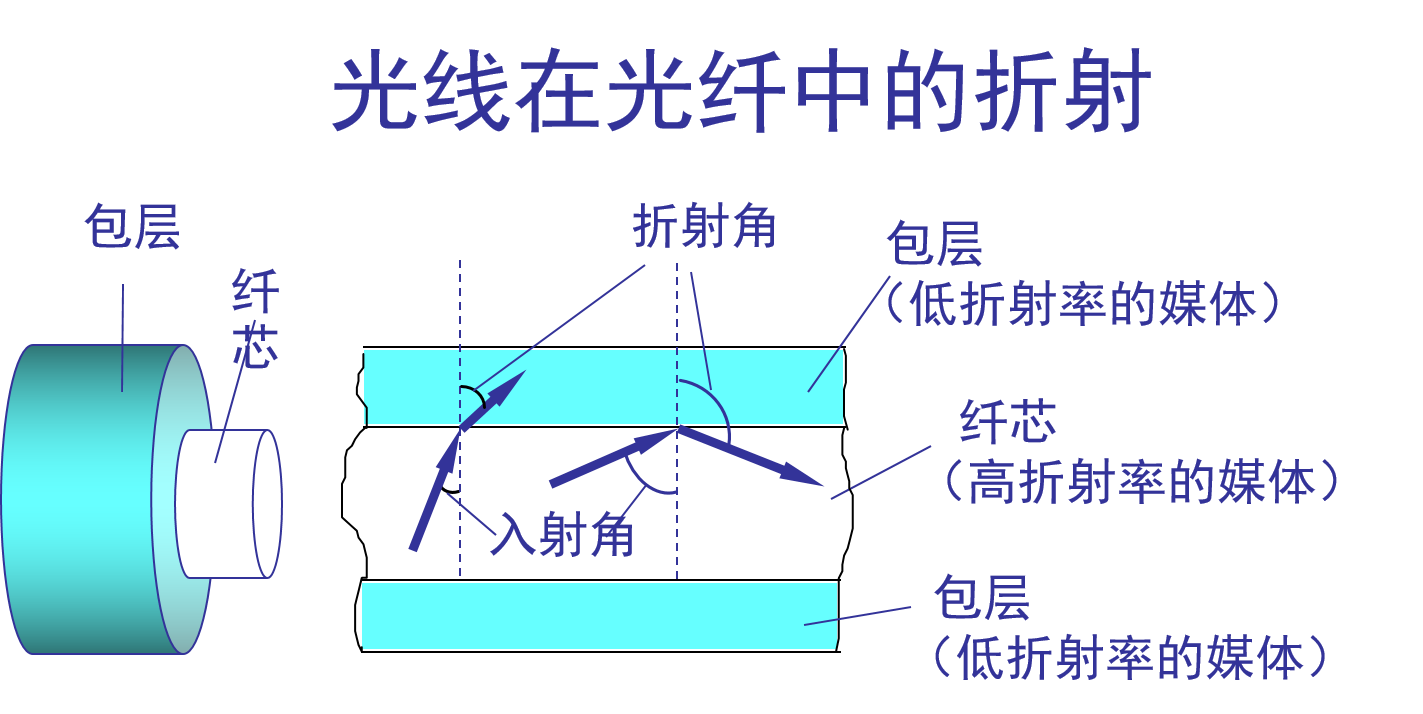 光线在光纤中的折射
包层
纤
芯
折射角
入射角
包层
（低折射率的媒体）
纤芯
（高折射率的媒体）
包层
（低折射率的媒体）